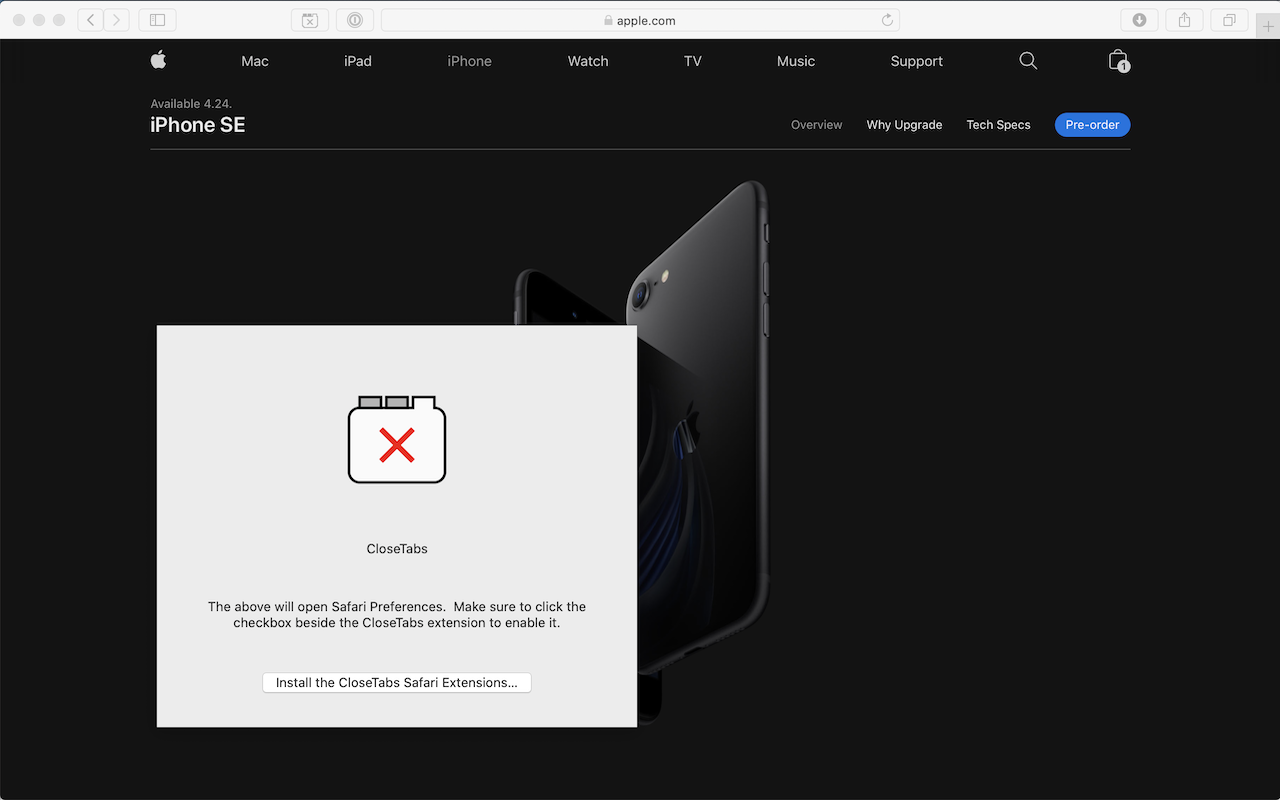 apple.com
Mac iPad iPhone Watch TV Music Support 1
Available 4.24.
iPhone SE
Overview Why Upgrade Tech Specs Pre-order
CloseTabs
The above will open Safari Preferences. Make sure to click the
checkbox beside the CloseTabs extension to enable it.
Install the CloseTabs Safari Extensions...